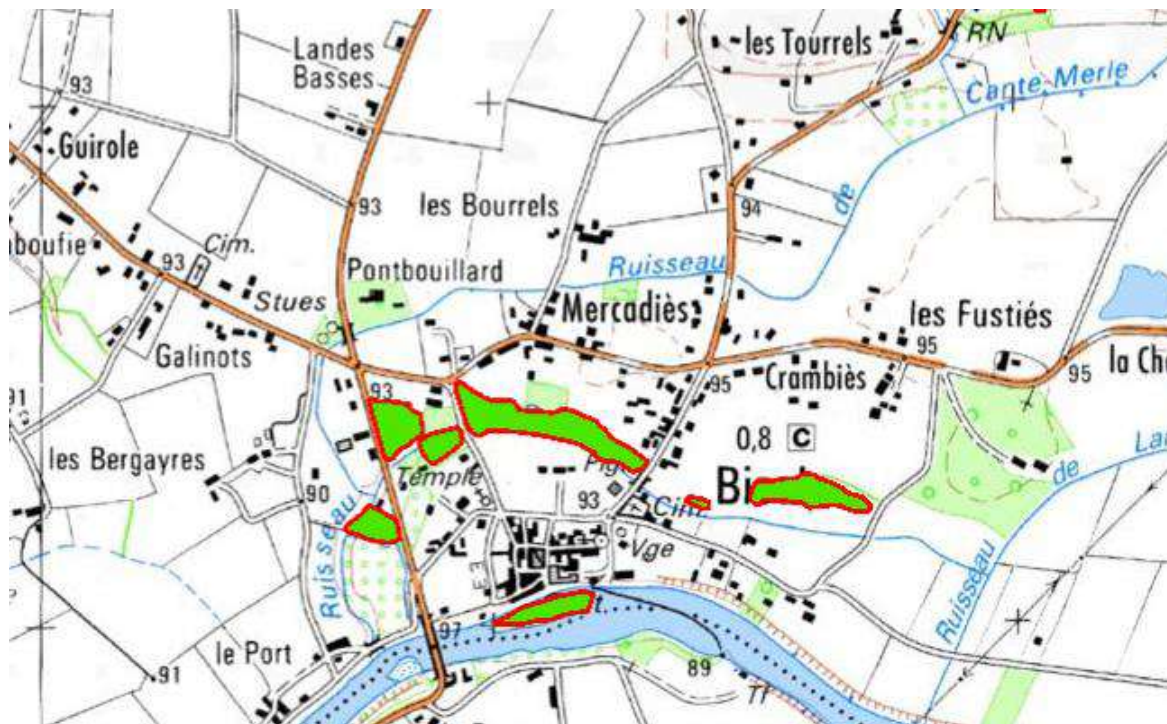 RN
les Tourrels
Landes
Basses
93
Cante Merle
Guirole
de
93
les Bourrels
94
Cim.
93
Ruisseau
Pontbouillard
Stues
Mercadiès
les Fustiés
Galinots
95
la Ch
93
95
Crambiès
95
91
0,8 C
les Bergayres
Temple
Bi
de
90
93
Cim.
Ruisseau
Vge
Ruisseau
97
le Port
89
91